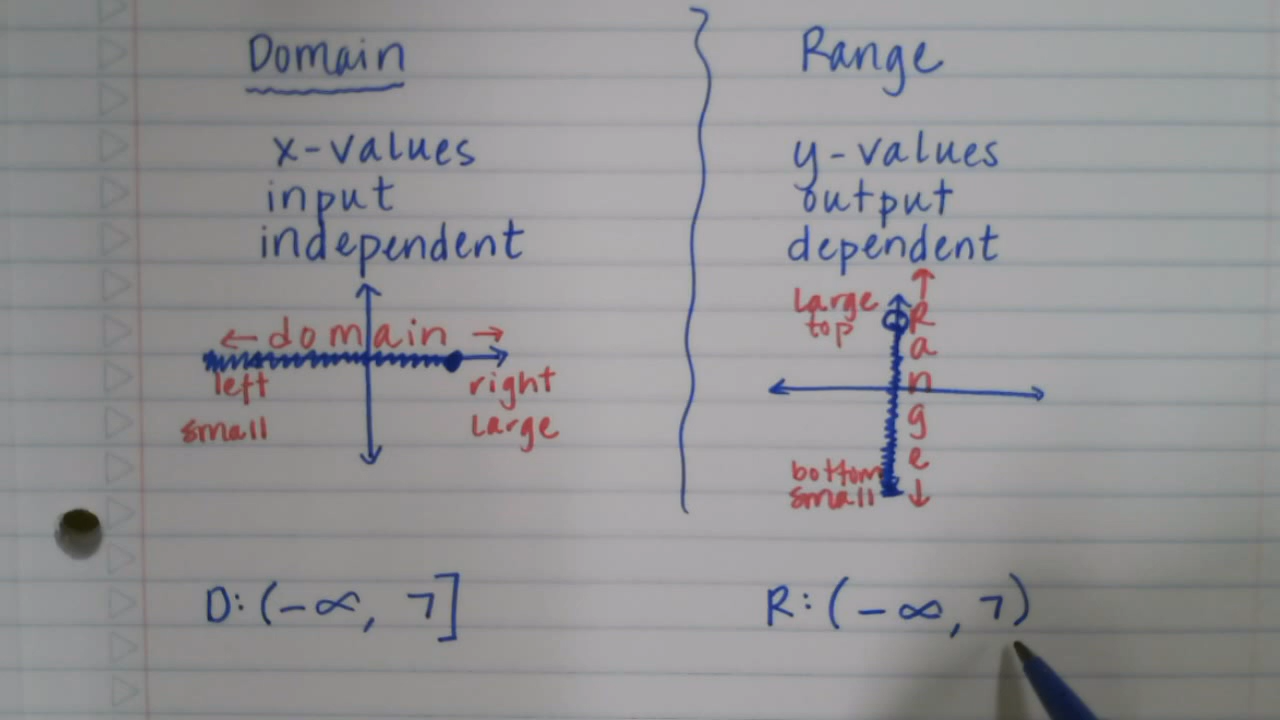 Domain
x-values
input
independent
← domain →
left
small
right
large
D: (-∞, 7]
Range
y-values
output
dependent
large
top
Range
bottom
small
R: (-∞, 7)